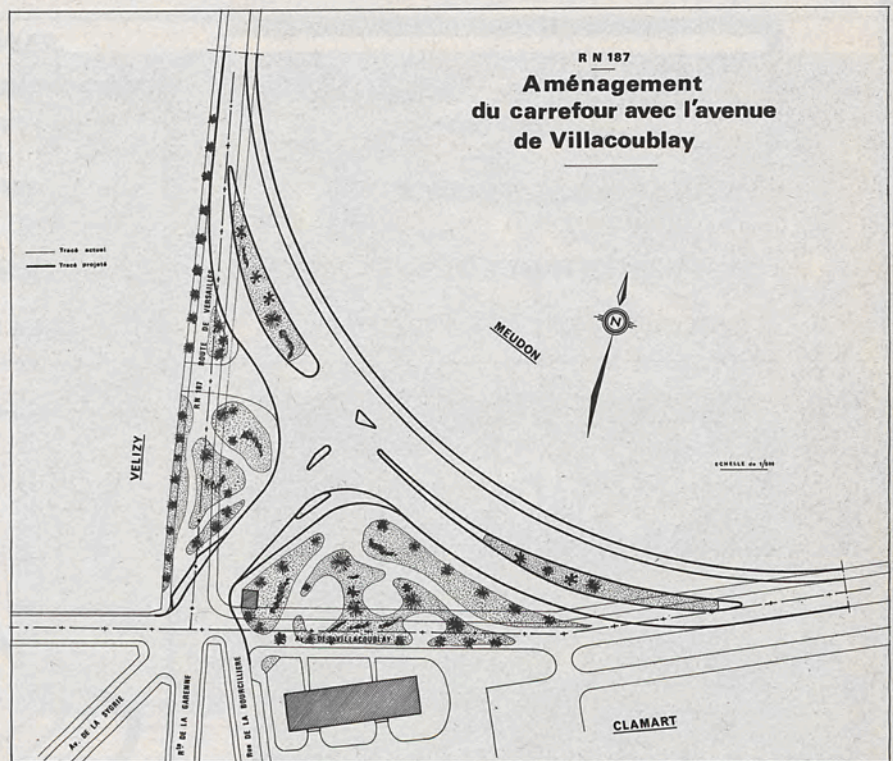 R N 187
Aménagement
du carrefour avec l'avenue
de Villacoublay
Tracé actuel
Tracé projeté
ROUTE DE VERSAILLES
RN 187
MEUDON
N
VELIZY
ECHELLE de 1/500
AV. DE VILLACOUBLAY
Av. DE LA SYGRIE
Rte DE LA GARENNE
Rue DE LA BOURCILLIERE
CLAMART